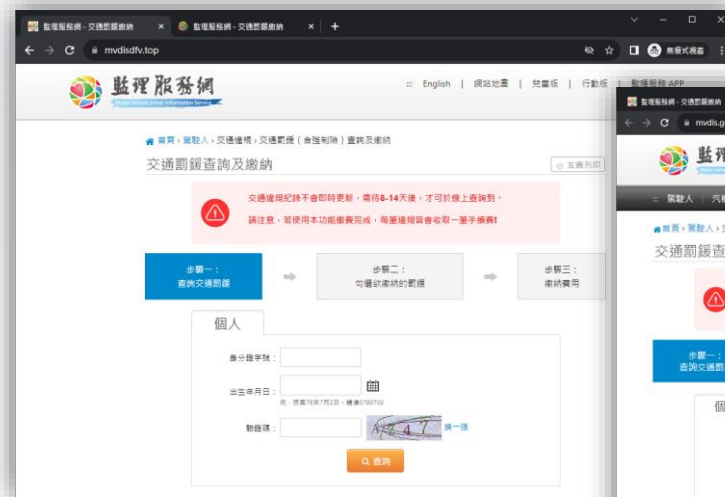 監理服務網 - 交通罰鍰繳納
監理服務網 - 交通罰鍰繳納
mvdisdfv.top
無痕式視窗
監理服務網
Motor Vehicle Driver Information Service
::: English | 網站地圖 | 兒童版 | 行動版 | 監理服務 APP
首頁 › 駕駛人 › 交通違規 › 交通罰鍰(含強制險)查詢及繳納
交通罰鍰查詢及繳納
友善列印
交通違規紀錄不會即時更新,需待8-14天後,才可於線上查詢到。
請注意,若使用本功能繳費完成,每筆違規皆會收取一筆手續費!
步驟一:
查詢交通罰鍰
步驟二:
勾選欲繳納的罰鍰
步驟三:
繳納費用
個人
身分證字號:
出生年月日:
例:民國78年7月2日,請填0780702
驗證碼:
A247
換一張
查詢
監理服務網 - 交通罰鍰繳納
mvdis.g
監理
::: 駕駛人 汽機
首頁 › 駕駛人 › 交
交通罰鍰查
步驟一:
查詢交通罰
個